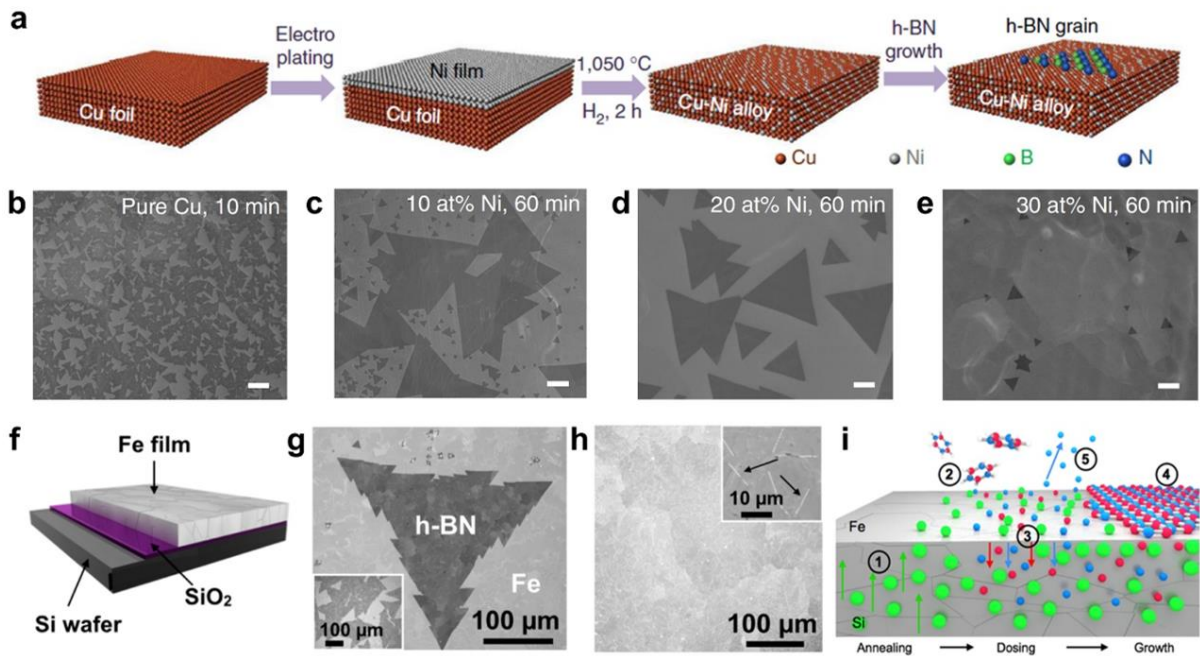 a
Electro
plating
Cu foil
Ni film
Cu foil
1,050 °C
H₂, 2 h
Cu-Ni alloy
h-BN
growth
h-BN grain
Cu-Ni alloy
Cu
Ni
B
N
b
Pure Cu, 10 min
c
10 at% Ni, 60 min
d
20 at% Ni, 60 min
e
30 at% Ni, 60 min
f
Fe film
SiO₂
Si wafer
g
h-BN
Fe
100 µm
100 µm
h
10 µm
100 µm
i
2
5
4
Fe
3
1
Si
Annealing
Dosing
Growth